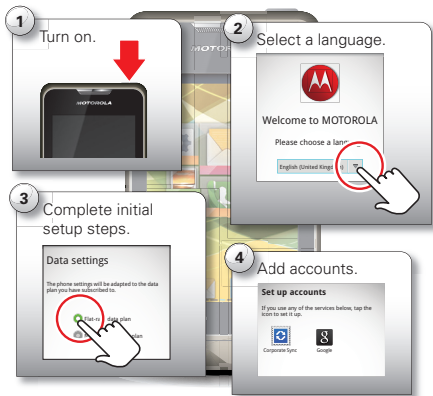 1
Turn on.
MOTOROLA
2
Select a language.
Welcome to MOTOROLA
Please choose a
English (United
3
Complete initial
setup steps.
Data settings
The phone settings will be adapted to the data
plan you have subscribed to.
data plan
plan
4
Add accounts.
Set up accounts
If you use any of the services below, tap the
icon to set it up.
Corporate Sync
Google